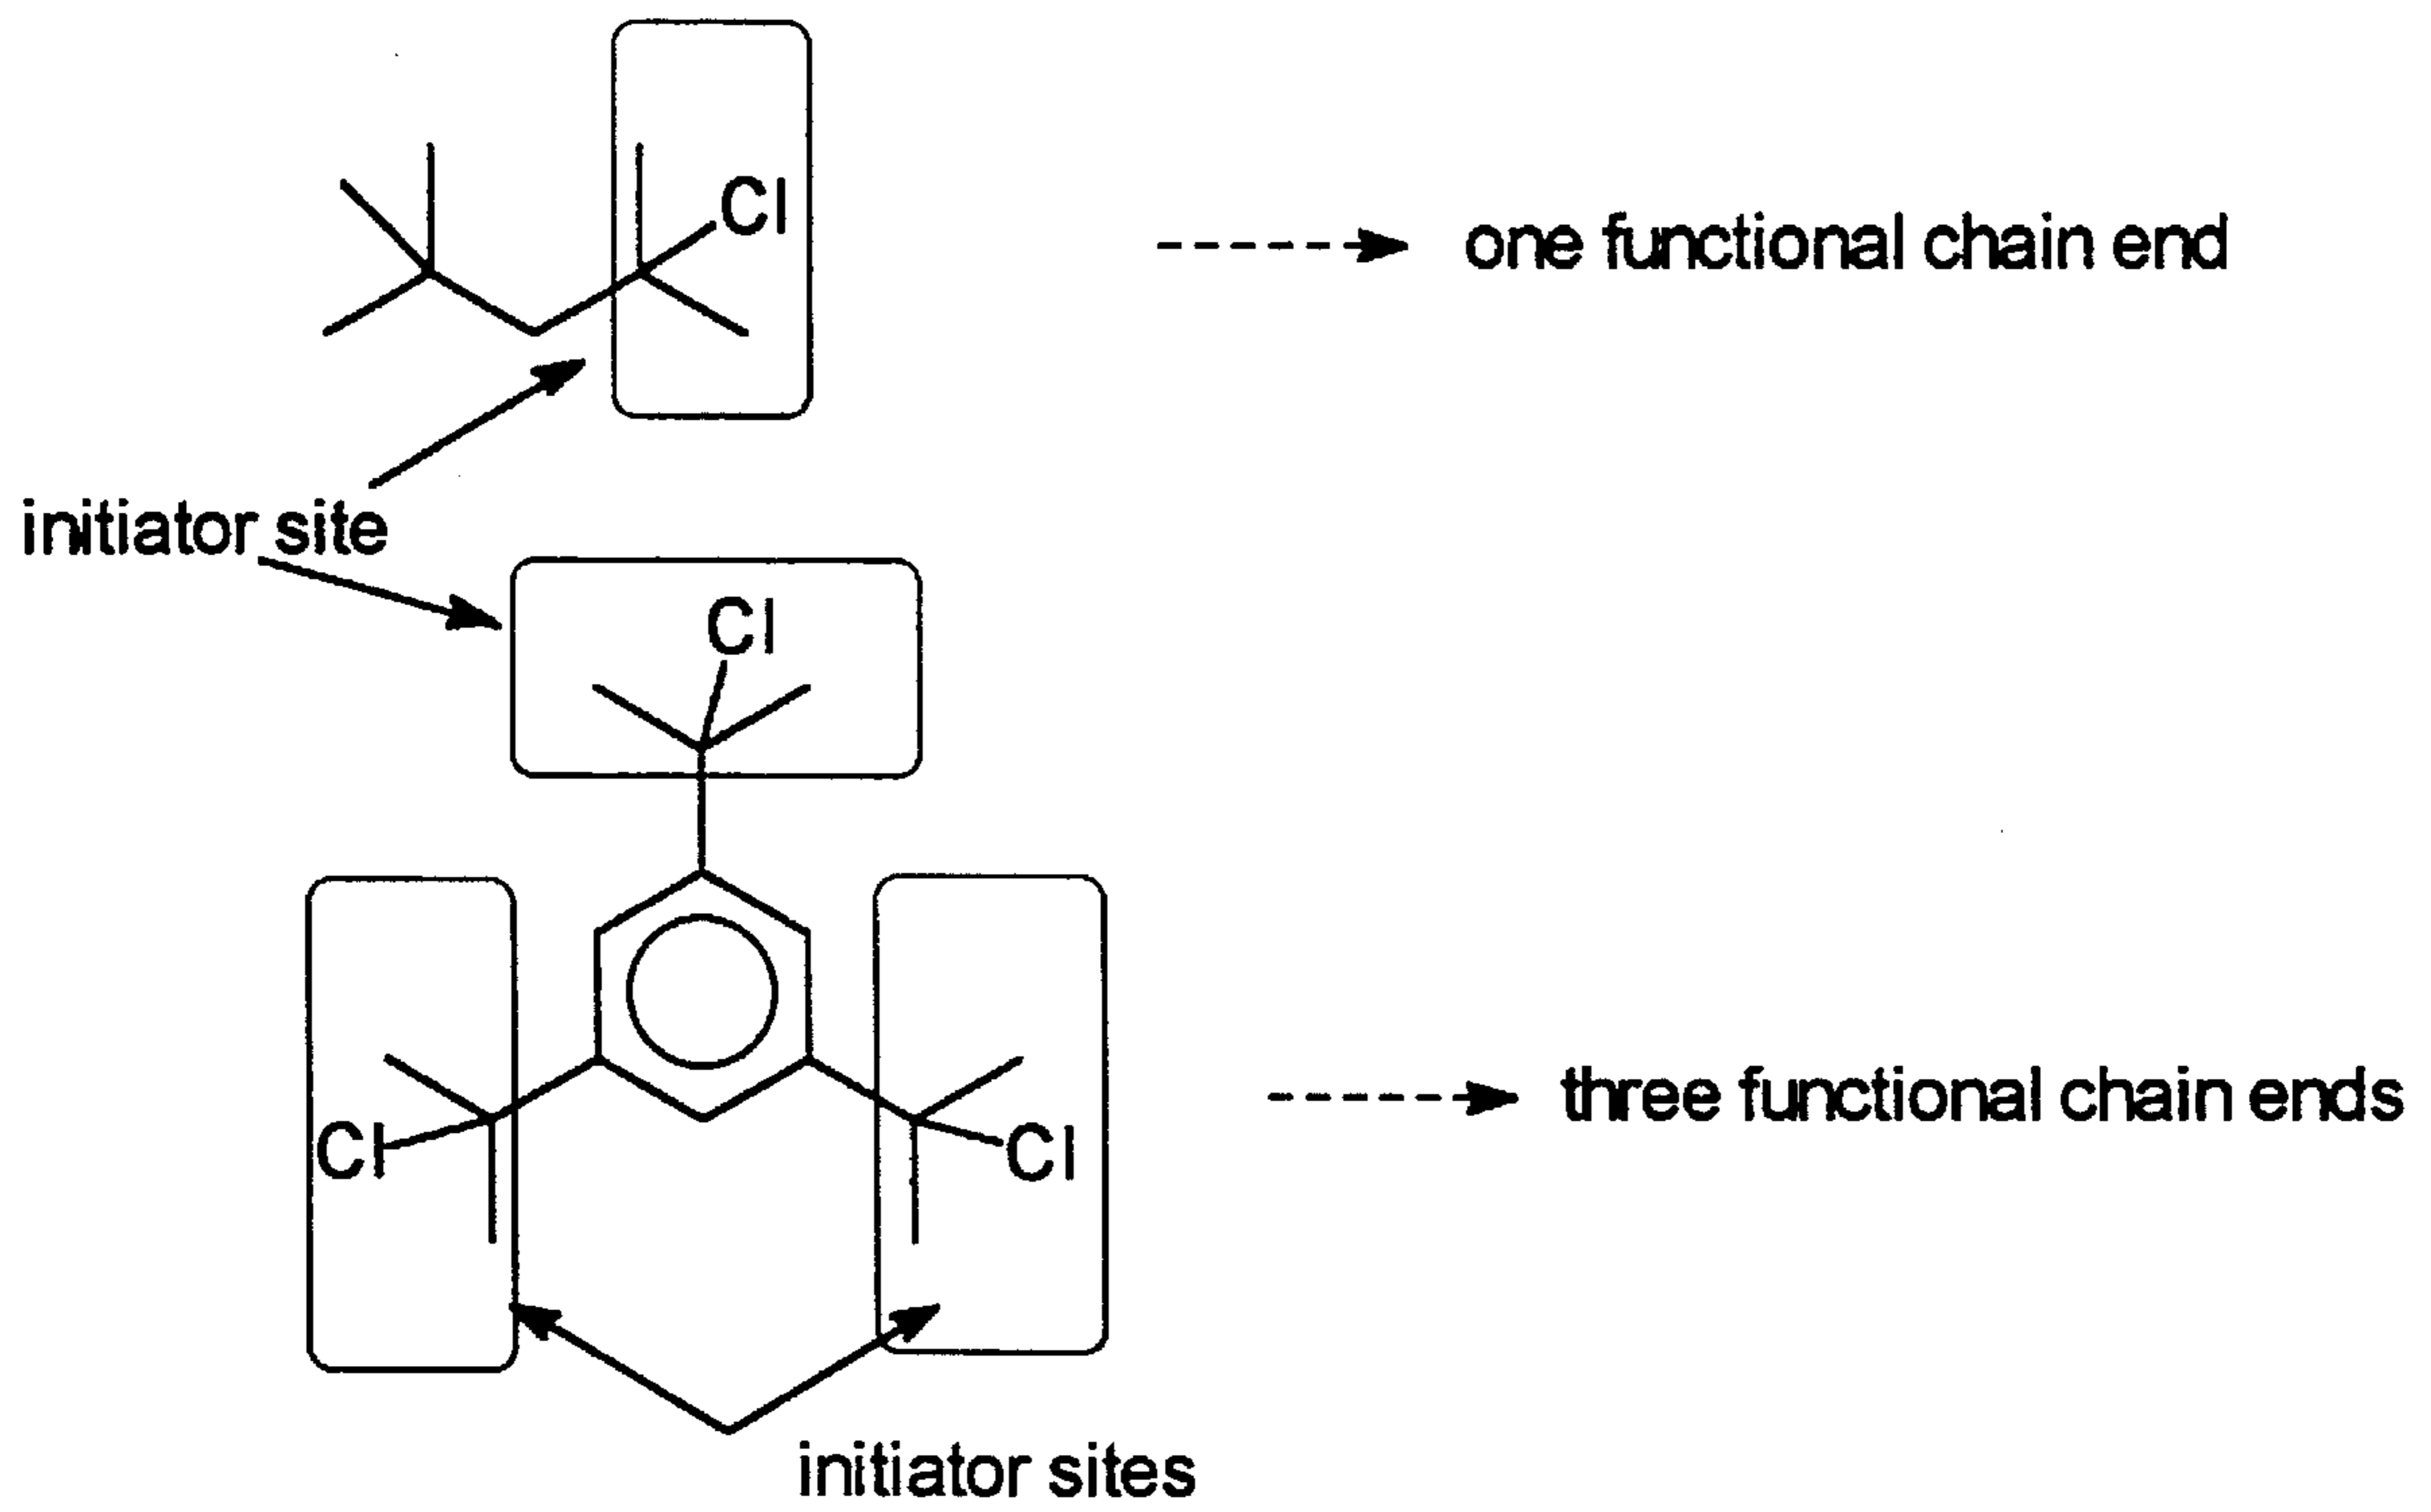 Cl
one functional chain end
initiator site
Cl
Cl
Cl
three functional chain ends
initiator sites